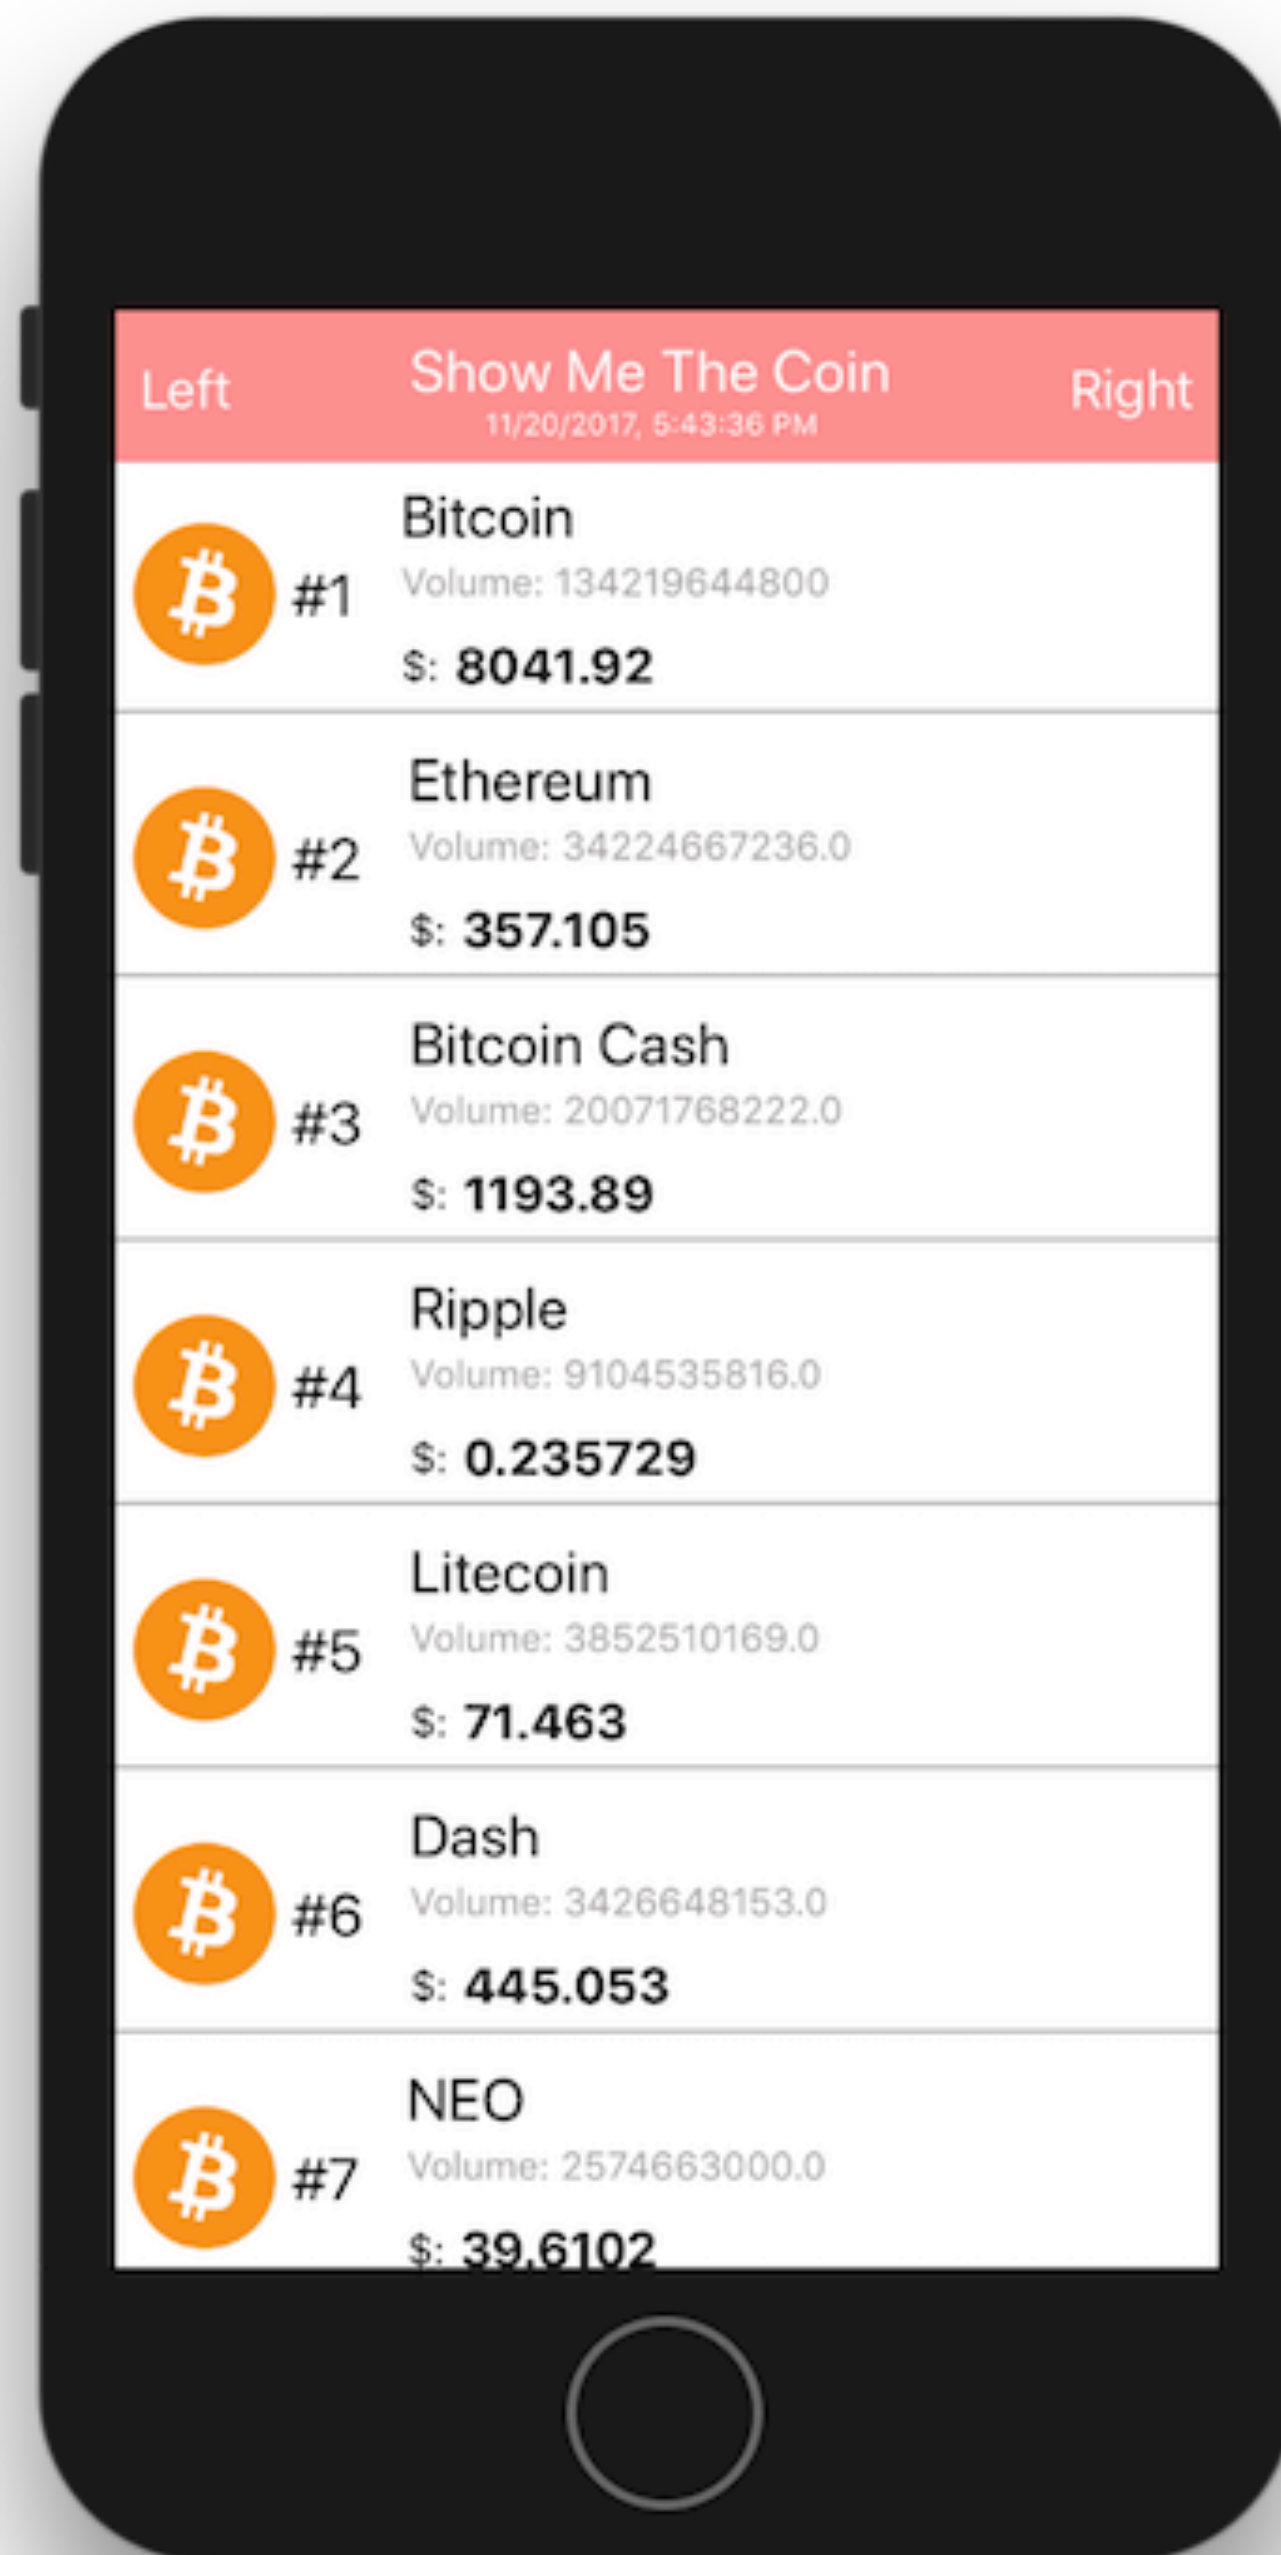 Left
Show Me The Coin
Right
11/20/2017, 5:43:36 PM
Bitcoin
#1
Volume: 134219644800
$: 8041.92
Ethereum
#2
Volume: 34224667236.0
$: 357.105
Bitcoin Cash
#3
Volume: 20071768222.0
$: 1193.89
Ripple
#4
Volume: 9104535816.0
$: 0.235729
Litecoin
#5
Volume: 3852510169.0
$: 71.463
Dash
#6
Volume: 3426648153.0
$: 445.053
NEO
#7
Volume: 2574663000.0
$: 39.6102